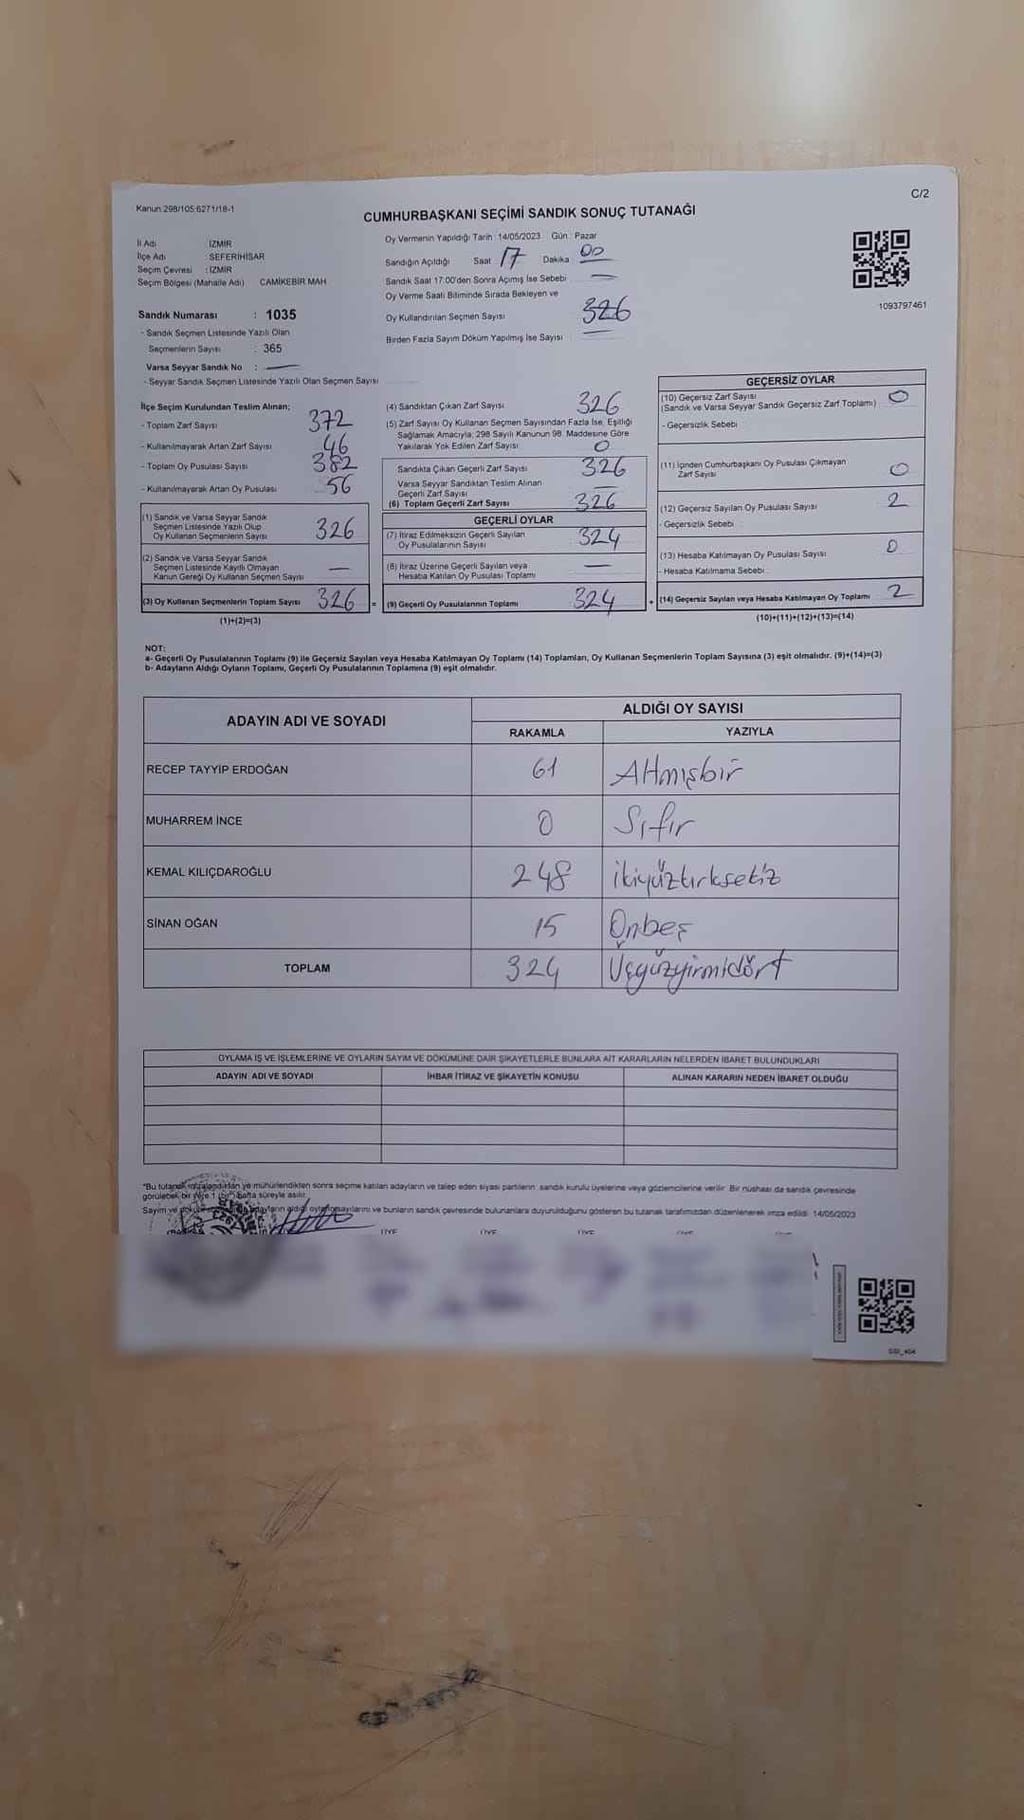 Kanun:298/105:6271/18-1
C/2
CUMHURBAŞKANI SEÇİMİ SANDIK SONUÇ TUTANAĞI
İl Adı : İZMİR
İlçe Adı : SEFERİHİSAR
Seçim Çevresi : İZMİR
Seçim Bölgesi (Mahalle Adı) CAMİKEBİR MAH
Sandık Numarası : 1035
- Sandık Seçmen Listesinde Yazılı Olan
Seçmenlerin Sayısı : 365
Varsa Seyyar Sandık No : —
- Seyyar Sandık Seçmen Listesinde Yazılı Olan Seçmen Sayısı
Oy Vermenin Yapıldığı Tarih : 14/05/2023 Gün : Pazar
Sandığın Açıldığı Saat 17 Dakika 00
Sandık Saat 17:00'den Sonra Açımış İse Sebebi —
Oy Verme Saati Bitiminde Sırada Bekleyen ve
Oy Kullandırılan Seçmen Sayısı 326
Birden Fazla Sayım Döküm Yapılmış İse Sayısı —
1093797461
İlçe Seçim Kurulundan Teslim Alınan;
- Toplam Zarf Sayısı 372
- Kullanılmayarak Artan Zarf Sayısı 46
- Toplam Oy Pusulası Sayısı 382
- Kullanılmayarak Artan Oy Pusulası 56
(1) Sandık ve Varsa Seyyar Sandık
Seçmen Listesinde Yazılı Olup
Oy Kullanan Seçmenlerin Sayısı 326
(2) Sandık ve Varsa Seyyar Sandık
Seçmen Listesinde Kayıtlı Olmayan
Kanun Gereği Oy Kullanan Seçmen Sayısı —
(3) Oy Kullanan Seçmenlerin Toplam Sayısı 326 =
(1)+(2)=(3)
(4) Sandıktan Çıkan Zarf Sayısı 326
(5) Zarf Sayısı Oy Kullanan Seçmen Sayısından Fazla İse, Eşitliği
Sağlamak Amacıyla; 298 Sayılı Kanunun 98. Maddesine Göre
Yakılarak Yok Edilen Zarf Sayısı 0
Sandıkta Çıkan Geçerli Zarf Sayısı 326
Varsa Seyyar Sandıktan Teslim Alınan
Geçerli Zarf Sayısı —
(6) Toplam Geçerli Zarf Sayısı 326
GEÇERLİ OYLAR
(7) İtiraz Edilmeksizin Geçerli Sayılan
Oy Pusulalarının Sayısı 324
(8) İtiraz Üzerine Geçerli Sayılan veya
Hesaba Katılan Oy Pusulası Toplamı —
(9) Geçerli Oy Pusulalarının Toplamı 324 +
GEÇERSİZ OYLAR
(10) Geçersiz Zarf Sayısı
(Sandık ve Varsa Seyyar Sandık Geçersiz Zarf Toplamı) 0
- Geçersizlik Sebebi
(11) İçinden Cumhurbaşkanı Oy Pusulası Çıkmayan
Zarf Sayısı 0
(12) Geçersiz Sayılan Oy Pusulası Sayısı 2
- Geçersizlik Sebebi
(13) Hesaba Katılmayan Oy Pusulası Sayısı 0
- Hesaba Katılmama Sebebi
(14) Geçersiz Sayılan veya Hesaba Katılmayan Oy Toplamı 2
(10)+(11)+(12)+(13)=(14)
NOT:
a- Geçerli Oy Pusulalarının Toplamı (9) ile Geçersiz Sayılan veya Hesaba Katılmayan Oy Toplamı (14) Toplamları, Oy Kullanan Seçmenlerin Toplam Sayısına (3) eşit olmalıdır. (9)+(14)=(3)
b- Adayların Aldığı Oyların Toplamı, Geçerli Oy Pusulalarının Toplamına (9) eşit olmalıdır.
ADAYIN ADI VE SOYADI
ALDIĞI OY SAYISI
RAKAMLA YAZIYLA
RECEP TAYYİP ERDOĞAN 61 Altmışbir
MUHARREM İNCE 0 Sıfır
KEMAL KILIÇDAROĞLU 248 ikiyüzkırksekiz
SİNAN OĞAN 15 Onbeş
TOPLAM 324 Üçyüzyirmidört
OYLAMA İŞ VE İŞLEMLERİNE VE OYLARIN SAYIM VE DÖKÜMÜNE DAİR ŞİKAYETLERLE BUNLARA AİT KARARLARIN NELERDEN İBARET BULUNDUKLARI
ADAYIN ADI VE SOYADI İHBAR İTİRAZ VE ŞİKAYETİN KONUSU ALINAN KARARIN NEDEN İBARET OLDUĞU
*Bu tutanak imzalandıktan ve mühürlendikten sonra seçime katılan adayların ve talep eden siyasi partilerin sandık kurulu üyelerine veya gözlemcilerine verilir. Bir nüshası da sandık çevresinde
görülebilecek bir yere 1 (bir) hafta süreyle asılır.
Sayım ve döküm adayların aldığı oyların sayılarını ve bunların sandık çevresinde bulunanlara duyurulduğunu gösteren bu tutanak tarafımızdan düzenlenerek imza edildi. 14/05/2023
ÜYE ÜYE ÜYE